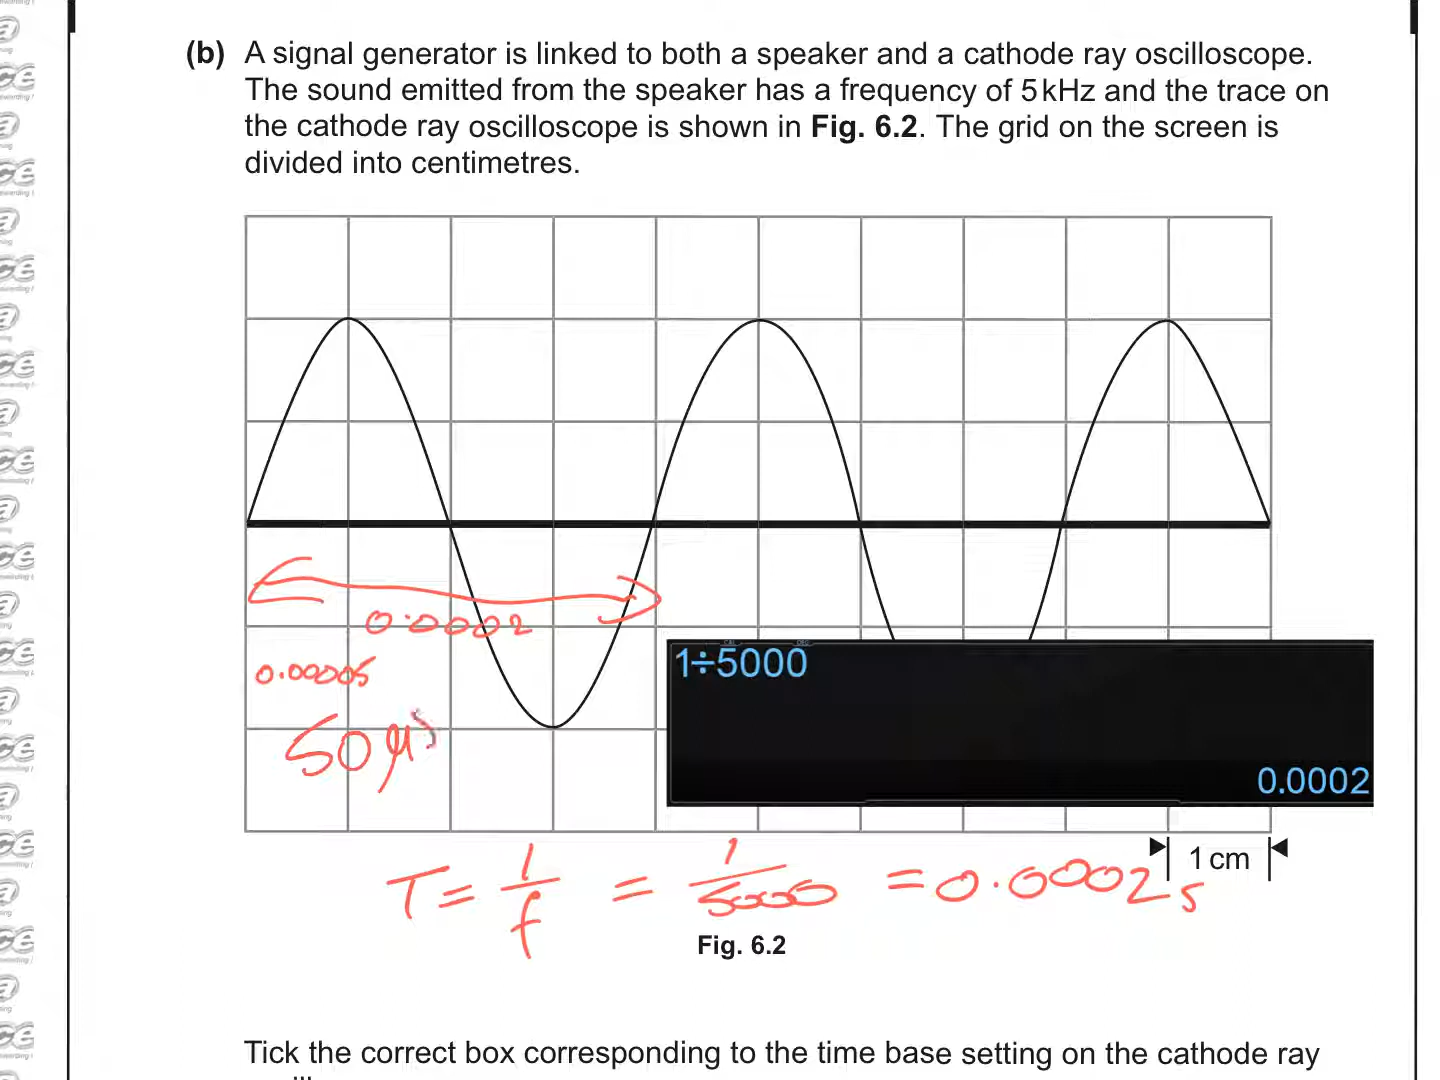 (b) A signal generator is linked to both a speaker and a cathode ray oscilloscope.
The sound emitted from the speaker has a frequency of 5 kHz and the trace on
the cathode ray oscilloscope is shown in Fig. 6.2. The grid on the screen is
divided into centimetres.
0.0002
0.00005
50 μs
1÷5000
0.0002
1 cm
T = 1/f = 1/5000 = 0.0002 s
Fig. 6.2
Tick the correct box corresponding to the time base setting on the cathode ray